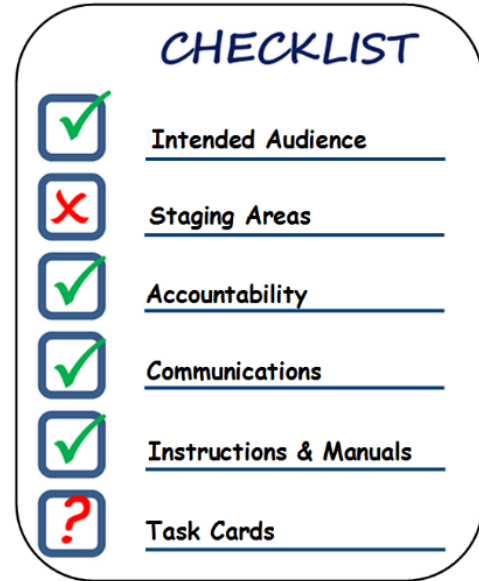 CHECKLIST
Intended Audience
Staging Areas
Accountability
Communications
Instructions & Manuals
? Task Cards